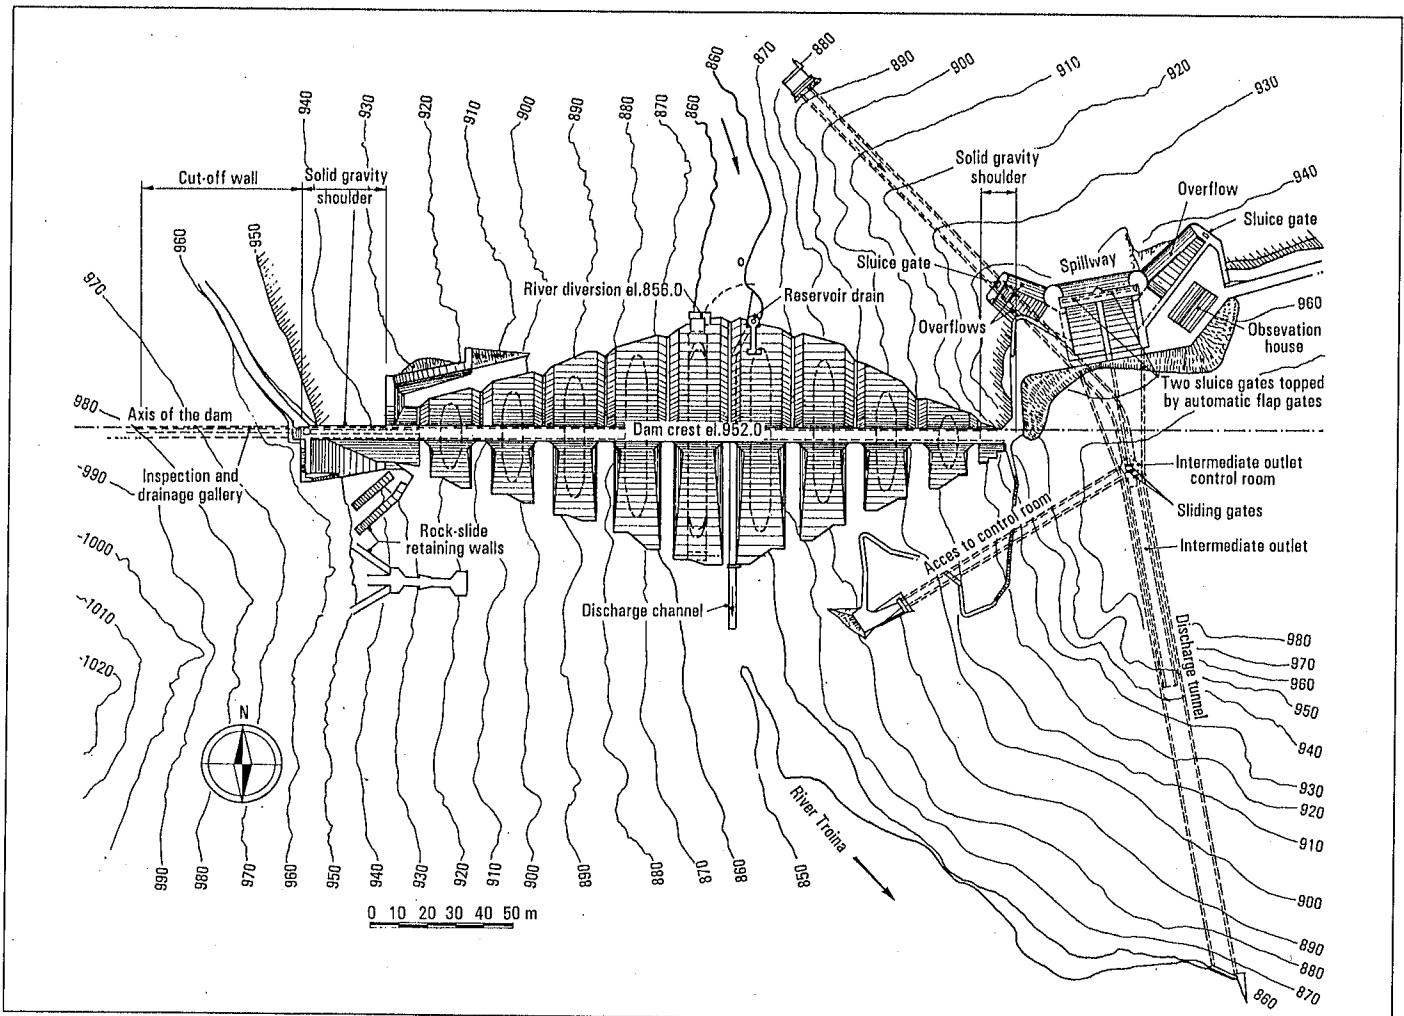 860
870
880
890
900
910
920
930
940
930
920
910
900
890
880
870
860
Cut-off wall
Solid gravity
shoulder
Solid gravity
shoulder
Overflow
940
Sluice gate
960
950
970
Sluice gate
Spillway
River diversion el.856.0
Reservoir drain
Overflows
960
Obsevation
house
Two sluice gates topped
by automatic flap gates
980
Axis of the dam
Dam crest el.952.0
-990
Inspection and
drainage gallery
Intermediate outlet
control room
Sliding gates
Rock-slide
retaining walls
Acces to control room
Intermediate outlet
-1000
-1010
-1020
Discharge channel
Discharge tunnel
980
970
960
950
940
930
920
910
900
890
880
870
860
N
River Troina
990
980
970
960
950
940
930
920
910
900
890
880
870
860
850
0 10 20 30 40 50 m